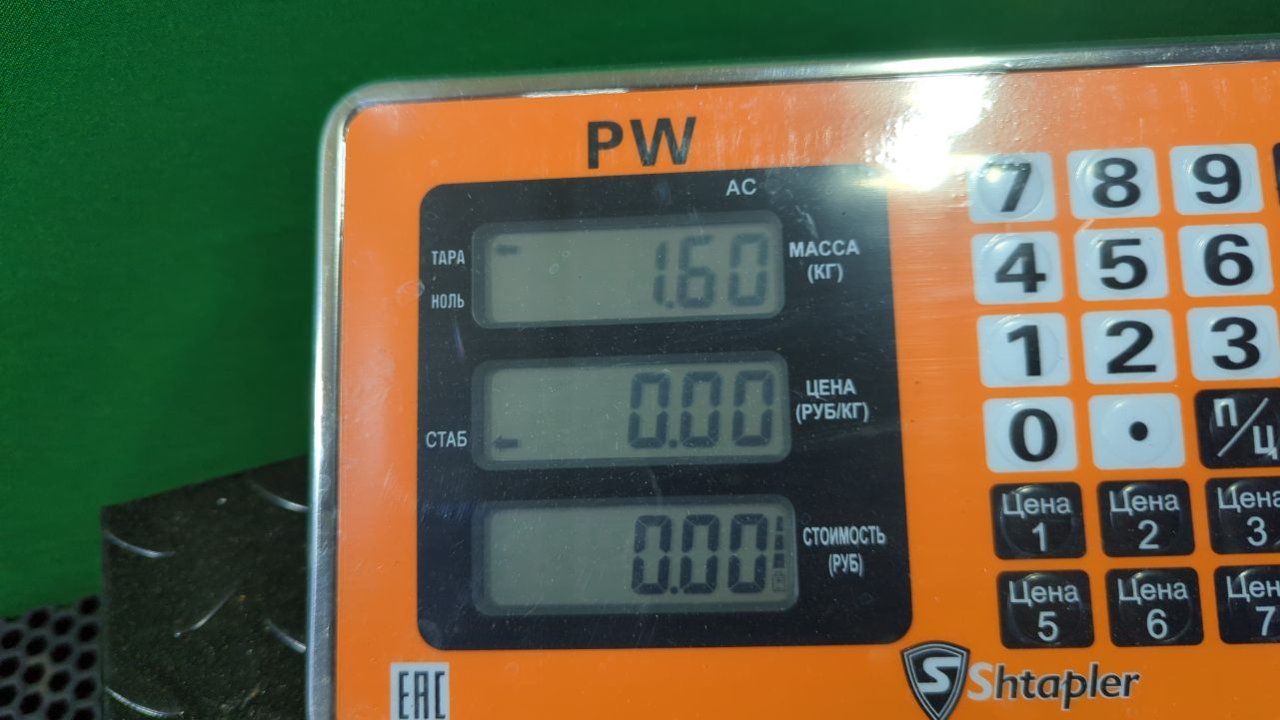 PW
AC
ТАРА
НОЛЬ
1.60
МАССА
(КГ)
СТАБ
0.00
ЦЕНА
(РУБ/КГ)
0.00
СТОИМОСТЬ
(РУБ)
7 8 9
4 5 6
1 2 3
0 • П/Ц
Цена 1
Цена 2
Цена 3
Цена 5
Цена 6
Цен 7
EAC
S Shtapler